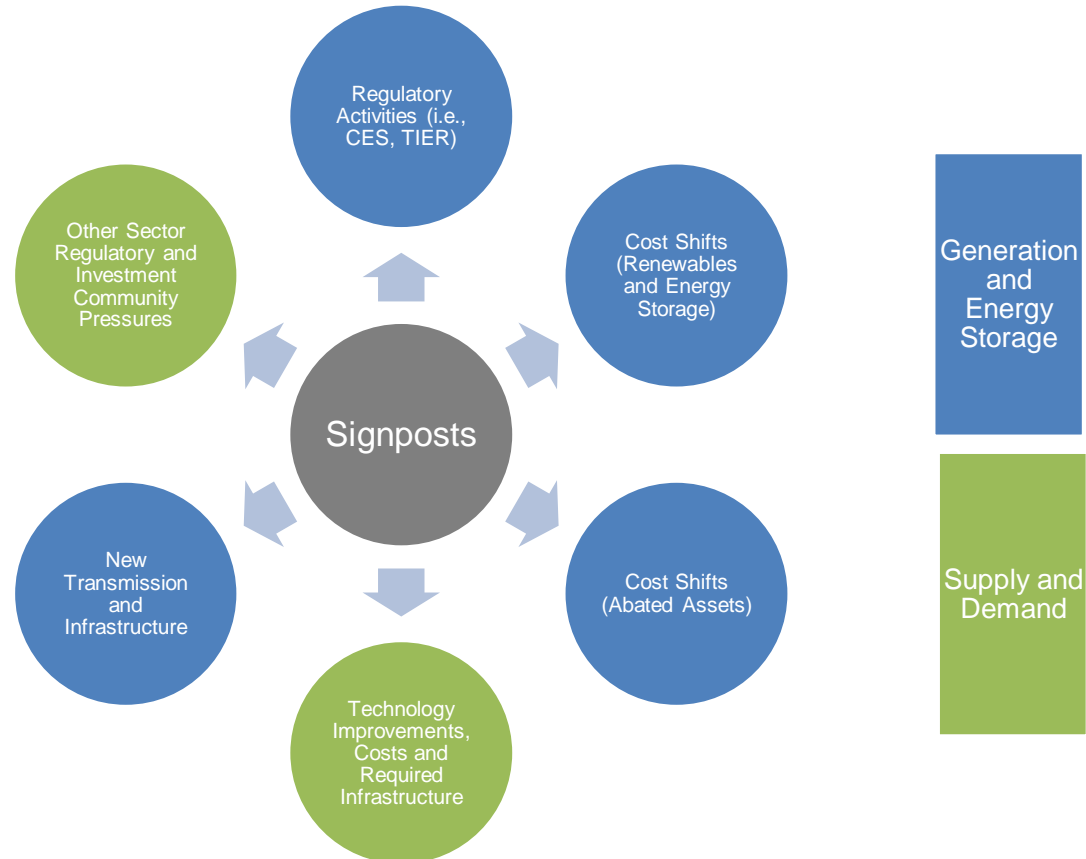 Regulatory
Activities (i.e.,
CES, TIER)
Other Sector
Regulatory and
Investment
Community
Pressures
Cost Shifts
(Renewables
and Energy
Storage)
Generation
and
Energy
Storage
Signposts
New
Transmission
and
Infrastructure
Cost Shifts
(Abated Assets)
Supply and
Demand
Technology
Improvements,
Costs and
Required
Infrastructure